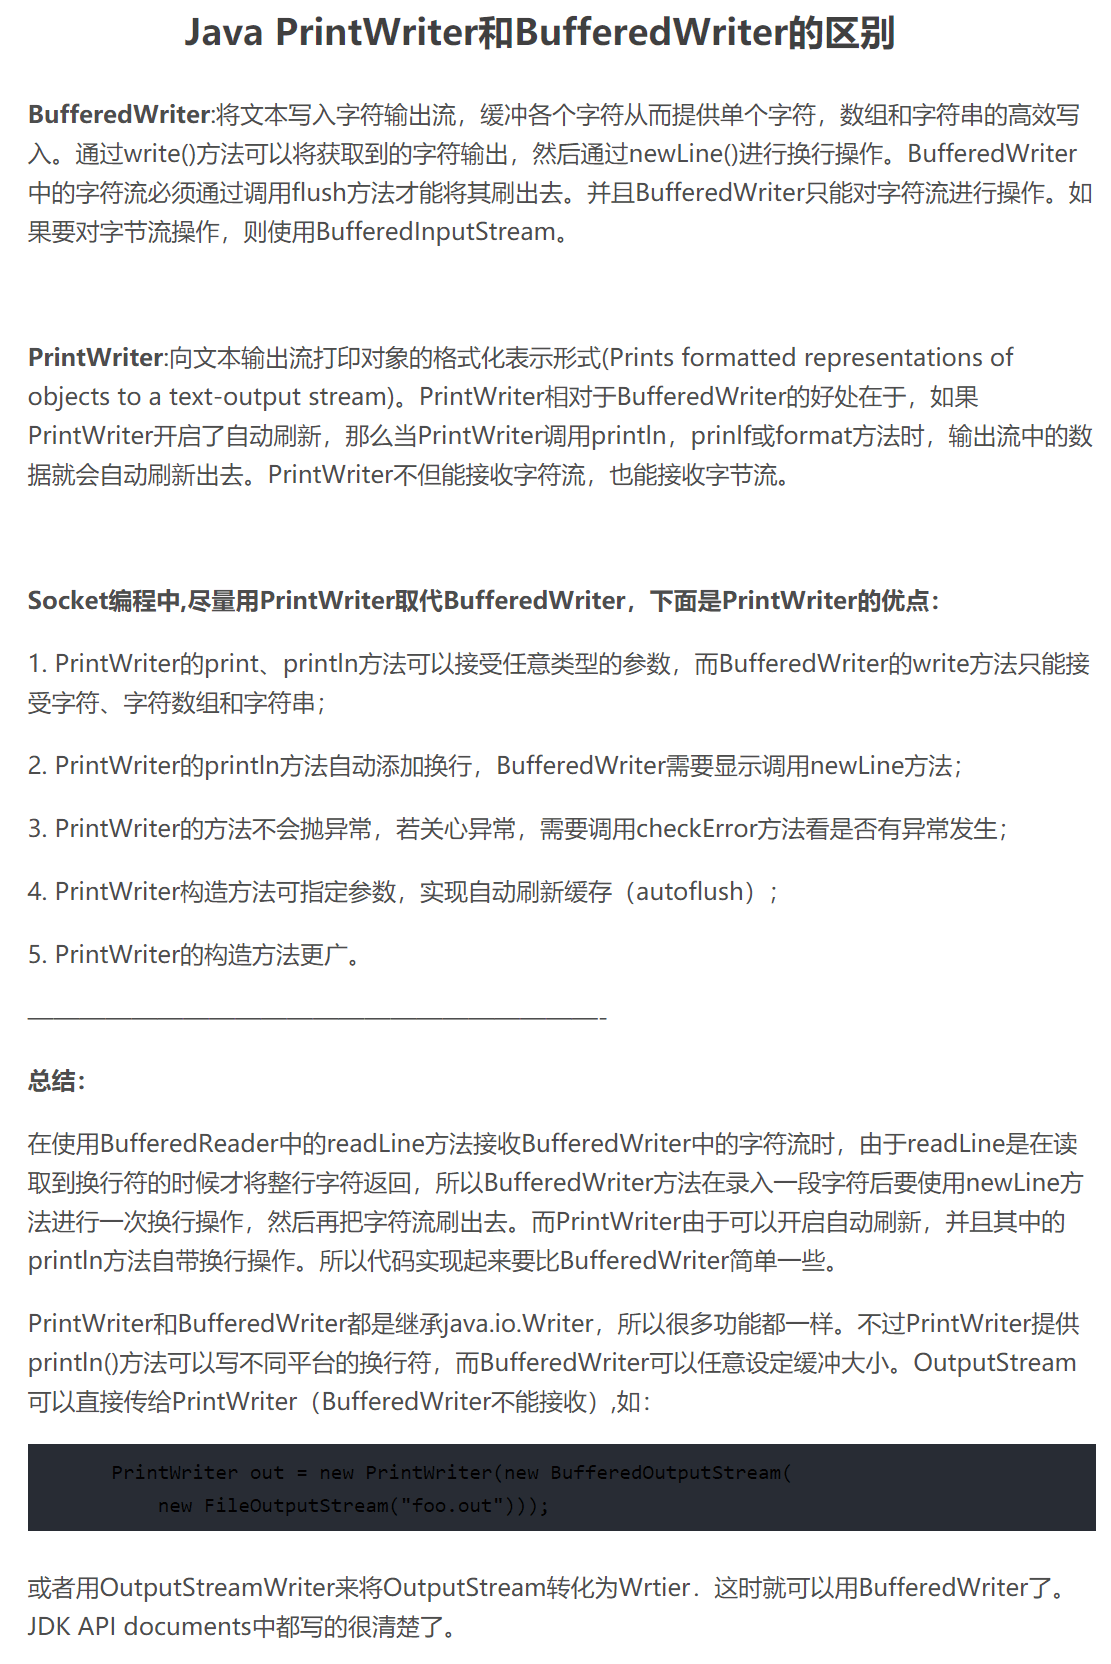 Java PrintWriter和BufferedWriter的区别
BufferedWriter:将文本写入字符输出流，缓冲各个字符从而提供单个字符，数组和字符串的高效写
入。通过write()方法可以将获取到的字符输出，然后通过newLine()进行换行操作。BufferedWriter
中的字符流必须通过调用flush方法才能将其刷出去。并且BufferedWriter只能对字符流进行操作。如
果要对字节流操作，则使用BufferedInputStream。
PrintWriter:向文本输出流打印对象的格式化表示形式(Prints formatted representations of
objects to a text-output stream)。PrintWriter相对于BufferedWriter的好处在于，如果
PrintWriter开启了自动刷新，那么当PrintWriter调用println，prinlf或format方法时，输出流中的数
据就会自动刷新出去。PrintWriter不但能接收字符流，也能接收字节流。
Socket编程中,尽量用PrintWriter取代BufferedWriter，下面是PrintWriter的优点：
1. PrintWriter的print、println方法可以接受任意类型的参数，而BufferedWriter的write方法只能接
受字符、字符数组和字符串；
2. PrintWriter的println方法自动添加换行，BufferedWriter需要显示调用newLine方法；
3. PrintWriter的方法不会抛异常，若关心异常，需要调用checkError方法看是否有异常发生；
4. PrintWriter构造方法可指定参数，实现自动刷新缓存（autoflush）；
5. PrintWriter的构造方法更广。
————————————————————————-
总结：
在使用BufferedReader中的readLine方法接收BufferedWriter中的字符流时，由于readLine是在读
取到换行符的时候才将整行字符返回，所以BufferedWriter方法在录入一段字符后要使用newLine方
法进行一次换行操作，然后再把字符流刷出去。而PrintWriter由于可以开启自动刷新，并且其中的
println方法自带换行操作。所以代码实现起来要比BufferedWriter简单一些。
PrintWriter和BufferedWriter都是继承java.io.Writer，所以很多功能都一样。不过PrintWriter提供
println()方法可以写不同平台的换行符，而BufferedWriter可以任意设定缓冲大小。OutputStream
可以直接传给PrintWriter（BufferedWriter不能接收）,如：
PrintWriter out = new PrintWriter(new BufferedOutputStream(
new FileOutputStream("foo.out")));
或者用OutputStreamWriter来将OutputStream转化为Wrtier．这时就可以用BufferedWriter了。
JDK API documents中都写的很清楚了。